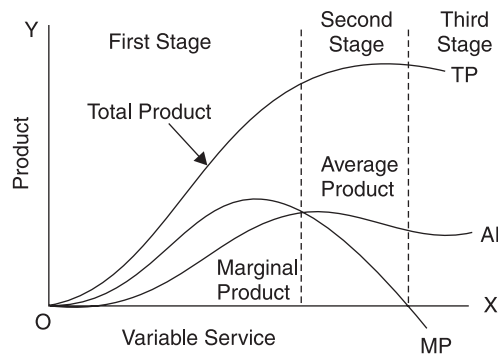 Y
First Stage
Second
Stage
Third
Stage
TP
Total Product
Product
Average
Product
Marginal
Product
X
O
Variable Service
MP